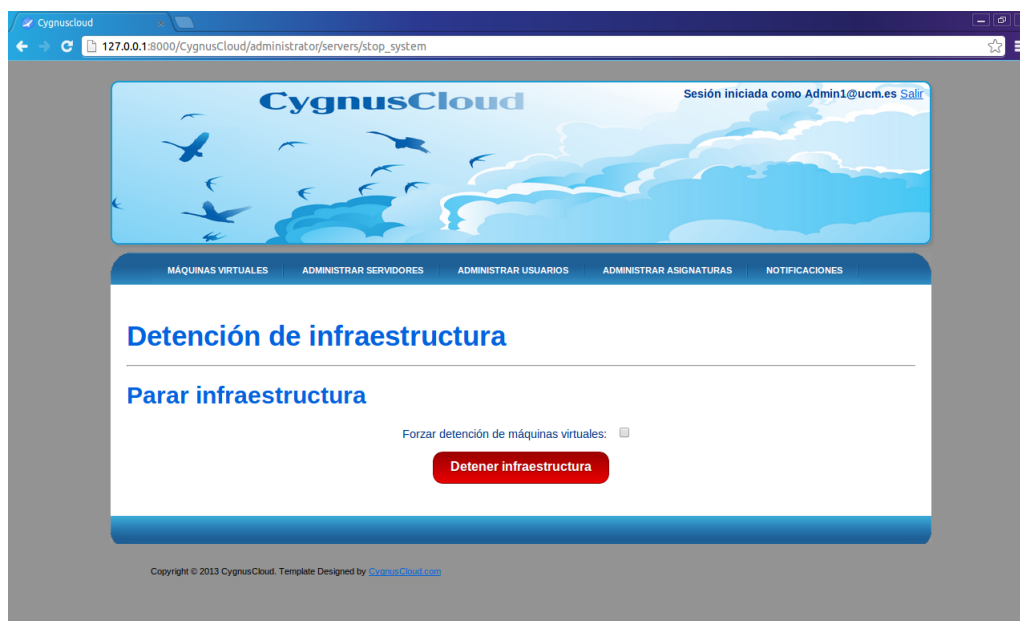 Cygnuscloud
127.0.0.1:8000/CygnusCloud/administrator/servers/stop_system
CygnusCloud
Sesión iniciada como Admin1@ucm.es Salir
MÁQUINAS VIRTUALES ADMINISTRAR SERVIDORES ADMINISTRAR USUARIOS ADMINISTRAR ASIGNATURAS NOTIFICACIONES
Detención de infraestructura
Parar infraestructura
Forzar detención de máquinas virtuales:
Detener infraestructura
Copyright © 2013 CygnusCloud. Template Designed by CygnusCloud.com